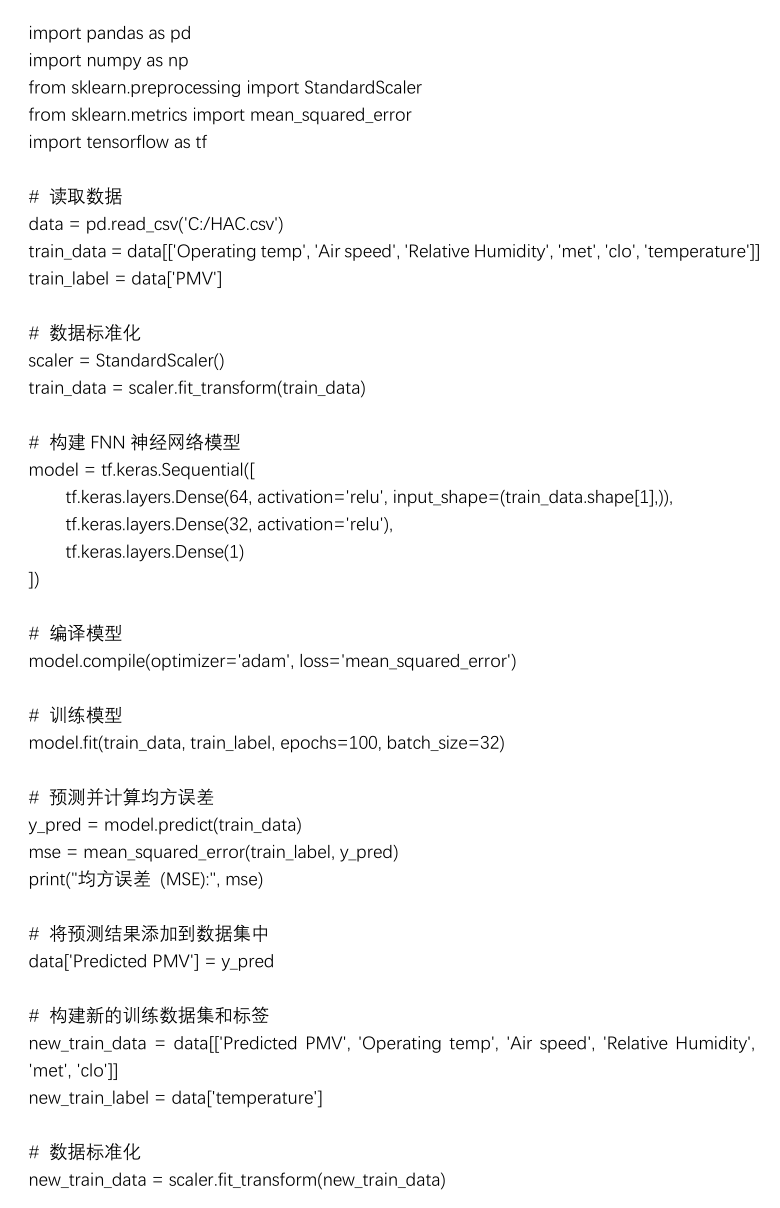 import pandas as pd
import numpy as np
from sklearn.preprocessing import StandardScaler
from sklearn.metrics import mean_squared_error
import tensorflow as tf
# 读取数据
data = pd.read_csv('C:/HAC.csv')
train_data = data[['Operating temp', 'Air speed', 'Relative Humidity', 'met', 'clo', 'temperature']]
train_label = data['PMV']
# 数据标准化
scaler = StandardScaler()
train_data = scaler.fit_transform(train_data)
# 构建 FNN 神经网络模型
model = tf.keras.Sequential([
    tf.keras.layers.Dense(64, activation='relu', input_shape=(train_data.shape[1],)),
    tf.keras.layers.Dense(32, activation='relu'),
    tf.keras.layers.Dense(1)
])
# 编译模型
model.compile(optimizer='adam', loss='mean_squared_error')
# 训练模型
model.fit(train_data, train_label, epochs=100, batch_size=32)
# 预测并计算均方误差
y_pred = model.predict(train_data)
mse = mean_squared_error(train_label, y_pred)
print("均方误差 (MSE):", mse)
# 将预测结果添加到数据集中
data['Predicted PMV'] = y_pred
# 构建新的训练数据集和标签
new_train_data = data[['Predicted PMV', 'Operating temp', 'Air speed', 'Relative Humidity',
'met', 'clo']]
new_train_label = data['temperature']
# 数据标准化
new_train_data = scaler.fit_transform(new_train_data)